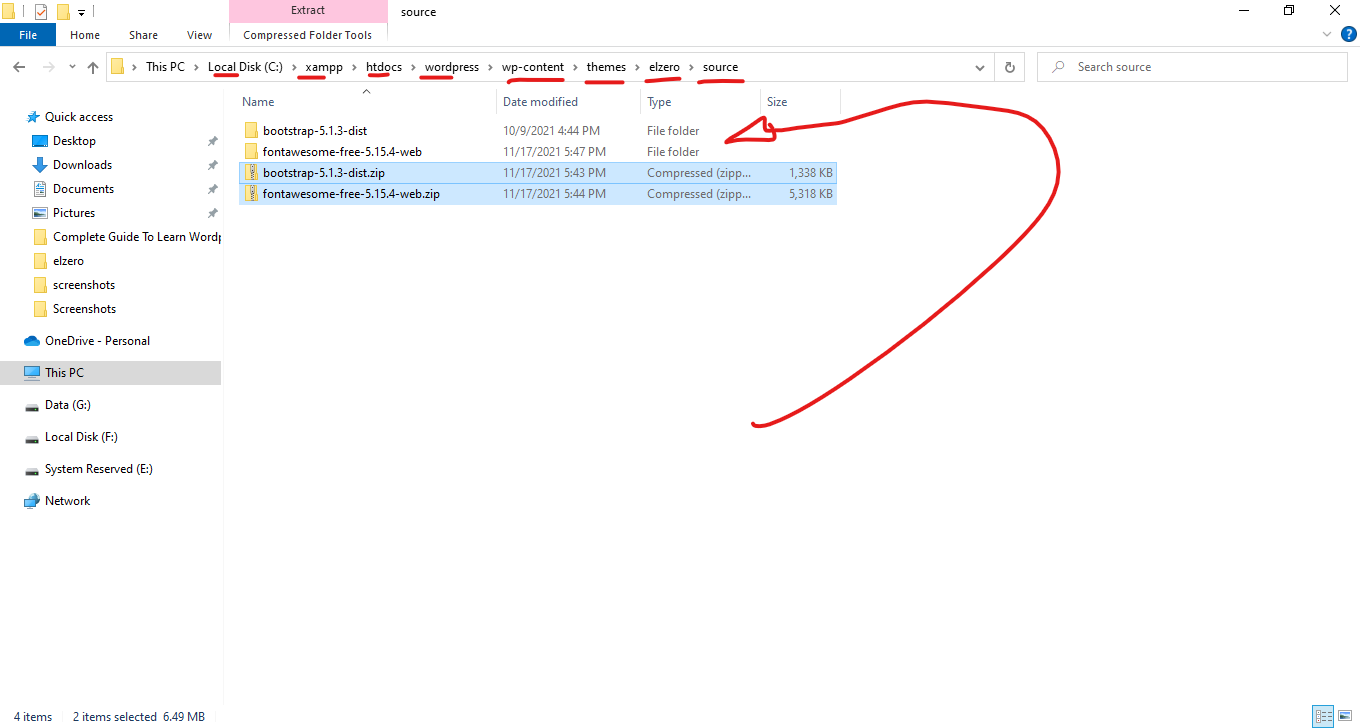 Extract
source
File
Home
Share
View
Compressed Folder Tools
This PC
Local Disk (C:)
xampp
htdocs
wordpress
wp-content
themes
elzero
source
Search source
Name
Date modified
Type
Size
Quick access
Desktop
Downloads
Documents
Pictures
Complete Guide To Learn Wordp
elzero
screenshots
Screenshots
OneDrive - Personal
This PC
Data (G:)
Local Disk (F:)
System Reserved (E:)
Network
bootstrap-5.1.3-dist 10/9/2021 4:44 PM File folder
fontawesome-free-5.15.4-web 11/17/2021 5:47 PM File folder
bootstrap-5.1.3-dist.zip 11/17/2021 5:43 PM Compressed (zipp... 1,338 KB
fontawesome-free-5.15.4-web.zip 11/17/2021 5:44 PM Compressed (zipp... 5,318 KB
4 items 2 items selected 6.49 MB